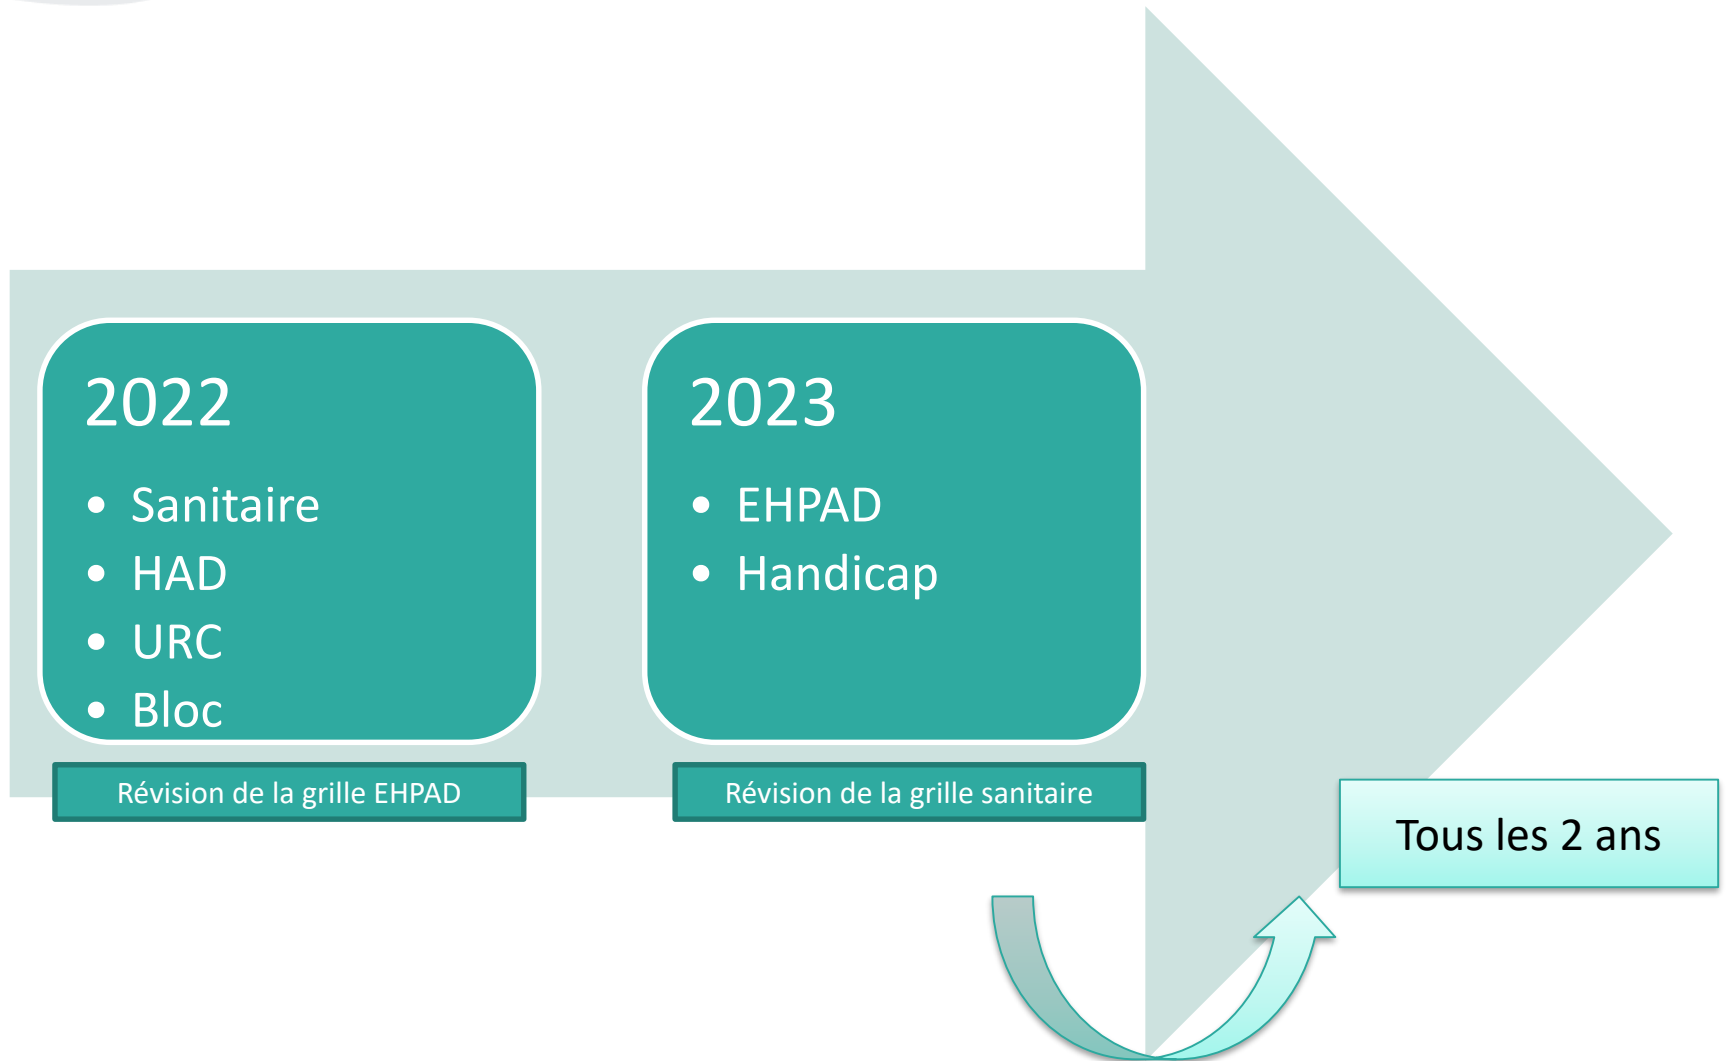 2022
• Sanitaire
• HAD
• URC
• Bloc
Révision de la grille EHPAD
2023
• EHPAD
• Handicap
Révision de la grille sanitaire
Tous les 2 ans